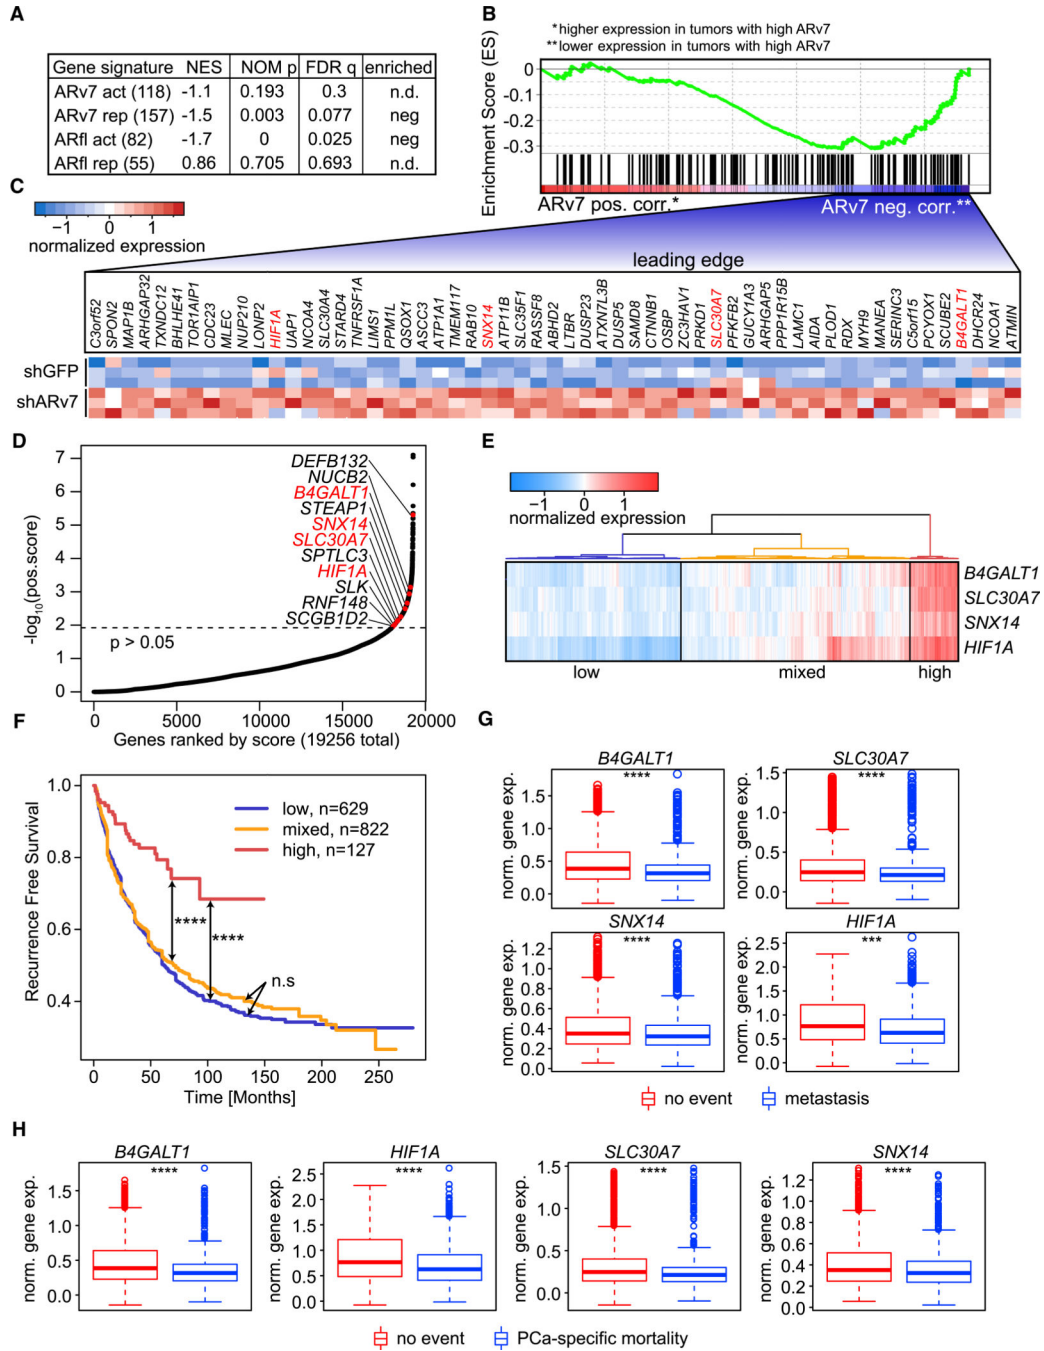 A
Gene signature NES NOM p FDR q enriched
ARv7 act (118) -1.1 0.193 0.3 n.d.
ARv7 rep (157) -1.5 0.003 0.077 neg
ARfl act (82) -1.7 0 0.025 neg
ARfl rep (55) 0.86 0.705 0.693 n.d.
B
*higher expression in tumors with high ARv7
**lower expression in tumors with high ARv7
Enrichment Score (ES)
0
-0.1
-0.2
-0.3
ARv7 pos. corr.* ARv7 neg. corr.**
C
-1 0 1
normalized expression
leading edge
C3orf52
SPON2
MAP1B
ARHGAP32
TXNDC12
BHLHE41
TOR1AIP1
CDC23
MLEC
NUP210
LONP2
HIF1A
UAP1
NCOA4
SLC30A4
STARD4
TNFRSF1A
LIMS1
PPM1L
QSOX1
ASCC3
ATP1A1
TMEM117
RAB10
SNX14
ATP11B
SLC35F1
RASSF8
ABHD2
LTBR
DUSP23
ATXN7L3B
DUSP5
SAMD8
CTNNB1
OSBP
ZC3HAV1
PRKD1
SLC30A7
PFKFB2
GUCY1A3
ARHGAP5
PPP1R15B
LAMC1
AIDA
PLOD1
RDX
MYH9
MANEA
SERINC3
C5orf15
PCYOX1
SCUBE2
B4GALT1
DHCR24
NCOA1
ATMIN
shGFP
shARv7
D
-log10(pos.score)
7
6
5
4
3
2
1
0
DEFB132
NUCB2
B4GALT1
STEAP1
SNX14
SLC30A7
SPTLC3
HIF1A
SLK
RNF148
SCGB1D2
p > 0.05
0 5000 10000 15000 20000
Genes ranked by score (19256 total)
E
-1 0 1
normalized expression
B4GALT1
SLC30A7
SNX14
HIF1A
low mixed high
F
Recurrence Free Survival
1.0
0.8
0.6
0.4
low, n=629
mixed, n=822
high, n=127
****
****
n.s
0 50 100 150 200 250
Time [Months]
G
B4GALT1
****
norm. gene exp.
1.5
1.0
0.5
0.0
SLC30A7
****
norm. gene exp.
1.5
1.0
0.5
0.0
SNX14
****
norm. gene exp.
1.2
1.0
0.8
0.6
0.4
0.2
0.0
HIF1A
***
norm. gene exp.
2.5
2.0
1.5
1.0
0.5
0.0
no event metastasis
H
B4GALT1
****
norm. gene exp.
1.5
1.0
0.5
0.0
HIF1A
****
norm. gene exp.
2.5
2.0
1.5
1.0
0.5
0.0
SLC30A7
****
norm. gene exp.
1.5
1.0
0.5
0.0
SNX14
****
norm. gene exp.
1.2
1.0
0.8
0.6
0.4
0.2
0.0
no event PCa-specific mortality